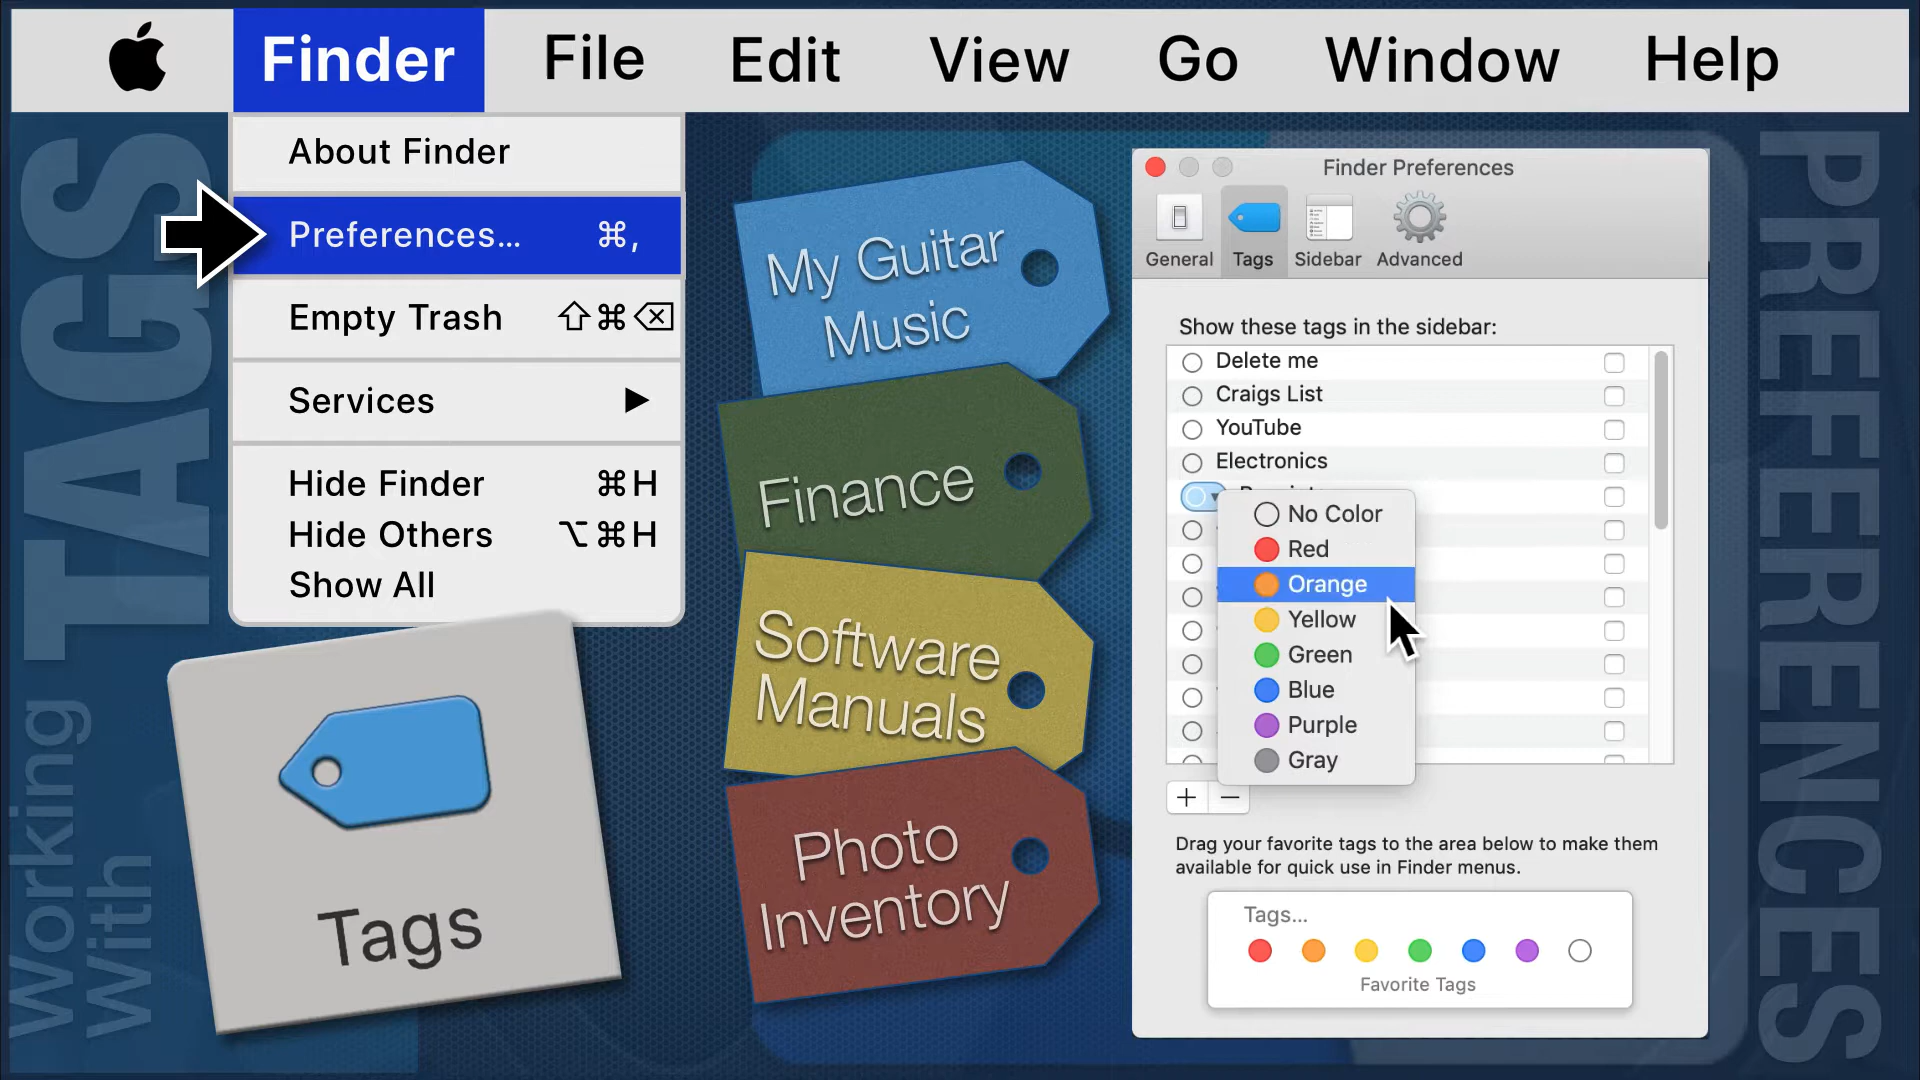 Finder File Edit View Go Window Help
About Finder
Preferences... ⌘,
Empty Trash ⇧⌘⌫
Services ▶
Hide Finder ⌘H
Hide Others ⌥⌘H
Show All
Working
With
TAGS
Tags
My Guitar
Music
Finance
Software
Manuals
Photo
Inventory
Finder Preferences
General Tags Sidebar Advanced
Show these tags in the sidebar:
Delete me
Craigs List
YouTube
Electronics
No Color
Red
Orange
Yellow
Green
Blue
Purple
Gray
+ −
Drag your favorite tags to the area below to make them
available for quick use in Finder menus.
Tags...
Favorite Tags
PREFERENCES